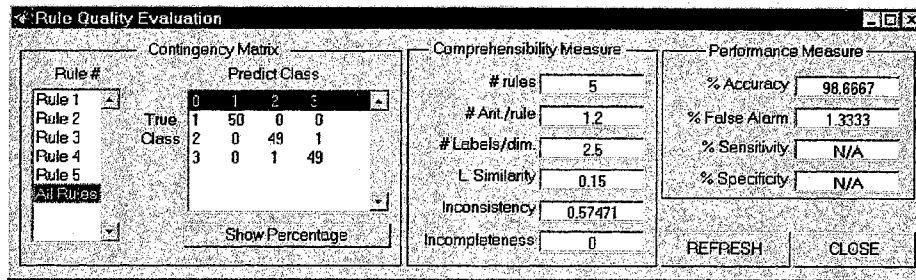 Rule Quality Evaluation
Contingency Matrix
Rule #
Predict Class
Rule 1
Rule 2
Rule 3
Rule 4
Rule 5
All Rules
True
Class
0 1 2 3
1 50 0 0
2 0 49 1
3 0 1 49
Show Percentage
Comprehensibility Measure
# rules 5
# Ant./rule 1.2
# Labels/dim. 2.5
L. Similarity 0.15
Inconsistency 0.57471
Incompleteness 0
Performance Measure
% Accuracy 98.6667
% False Alarm 1.3333
% Sensitivity N/A
% Specificity N/A
REFRESH
CLOSE